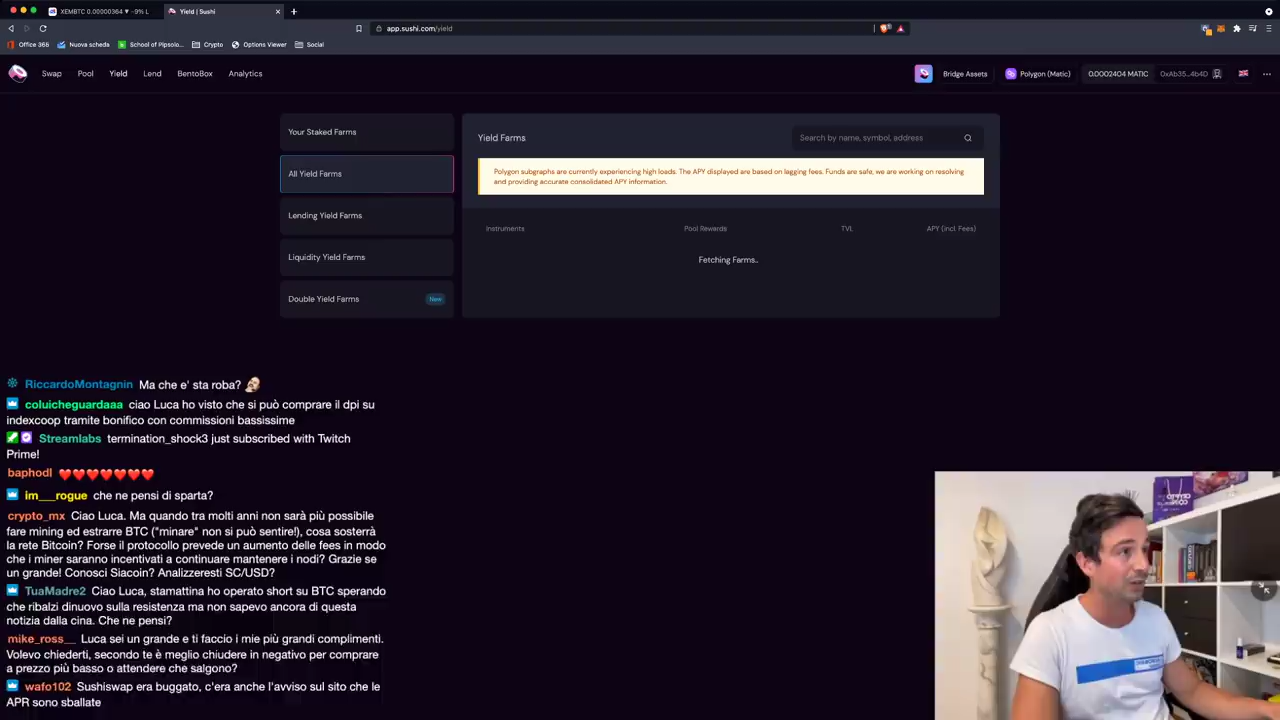 XEMBTC 0.00000364 ▼ −9% L
Yield | Sushi
app.sushi.com/yield
Office 365
Nuova scheda
School of Pipsolo...
Crypto
Options Viewer
Social
Swap
Pool
Yield
Lend
BentoBox
Analytics
Bridge Assets
Polygon (Matic)
0.0002404 MATIC
0xAb35...4b4D
Your Staked Farms
All Yield Farms
Lending Yield Farms
Liquidity Yield Farms
Double Yield Farms
New
Yield Farms
Search by name, symbol, address
Polygon subgraphs are currently experiencing high loads. The APY displayed are based on lagging fees. Funds are safe, we are working on resolving
and providing accurate consolidated APY information.
Instruments
Pool Rewards
TVL
APY (incl. Fees)
Fetching Farms..
RiccardoMontagnin Ma che e' sta roba?
coluicheguardaaa ciao Luca ho visto che si può comprare il dpi su
indexcoop tramite bonifico con commissioni bassissime
Streamlabs termination_shock3 just subscribed with Twitch
Prime!
baphodl ❤️❤️❤️❤️❤️❤️❤️
im___rogue che ne pensi di sparta?
crypto_mx Ciao Luca. Ma quando tra molti anni non sarà più possibile
fare mining ed estrarre BTC ("minare" non si può sentire!), cosa sosterrà
la rete Bitcoin? Forse il protocollo prevede un aumento delle fees in modo
che i miner saranno incentivati a continuare mantenere i nodi? Grazie se
un grande! Conosci Siacoin? Analizzeresti SC/USD?
TuaMadre2 Ciao Luca, stamattina ho operato short su BTC sperando
che ribalzi dinuovo sulla resistenza ma non sapevo ancora di questa
notizia dalla cina. Che ne pensi?
mike_ross__ Luca sei un grande e ti faccio i mie più grandi complimenti.
Volevo chiederti, secondo te è meglio chiudere in negativo per comprare
a prezzo più basso o attendere che salgono?
wafo102 Sushiswap era buggato, c'era anche l'avviso sul sito che le
APR sono sballate